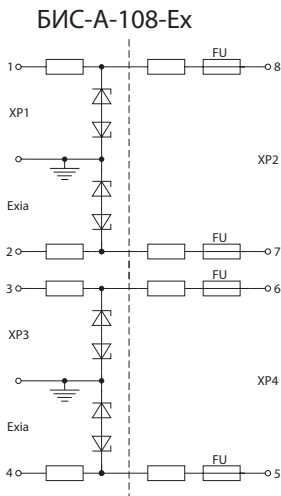 БИС-А-108-Ex
FU
1 8
XP1
XP2
Exia
FU
2 7
FU
3 6
XP3
XP4
Exia
FU
4 5